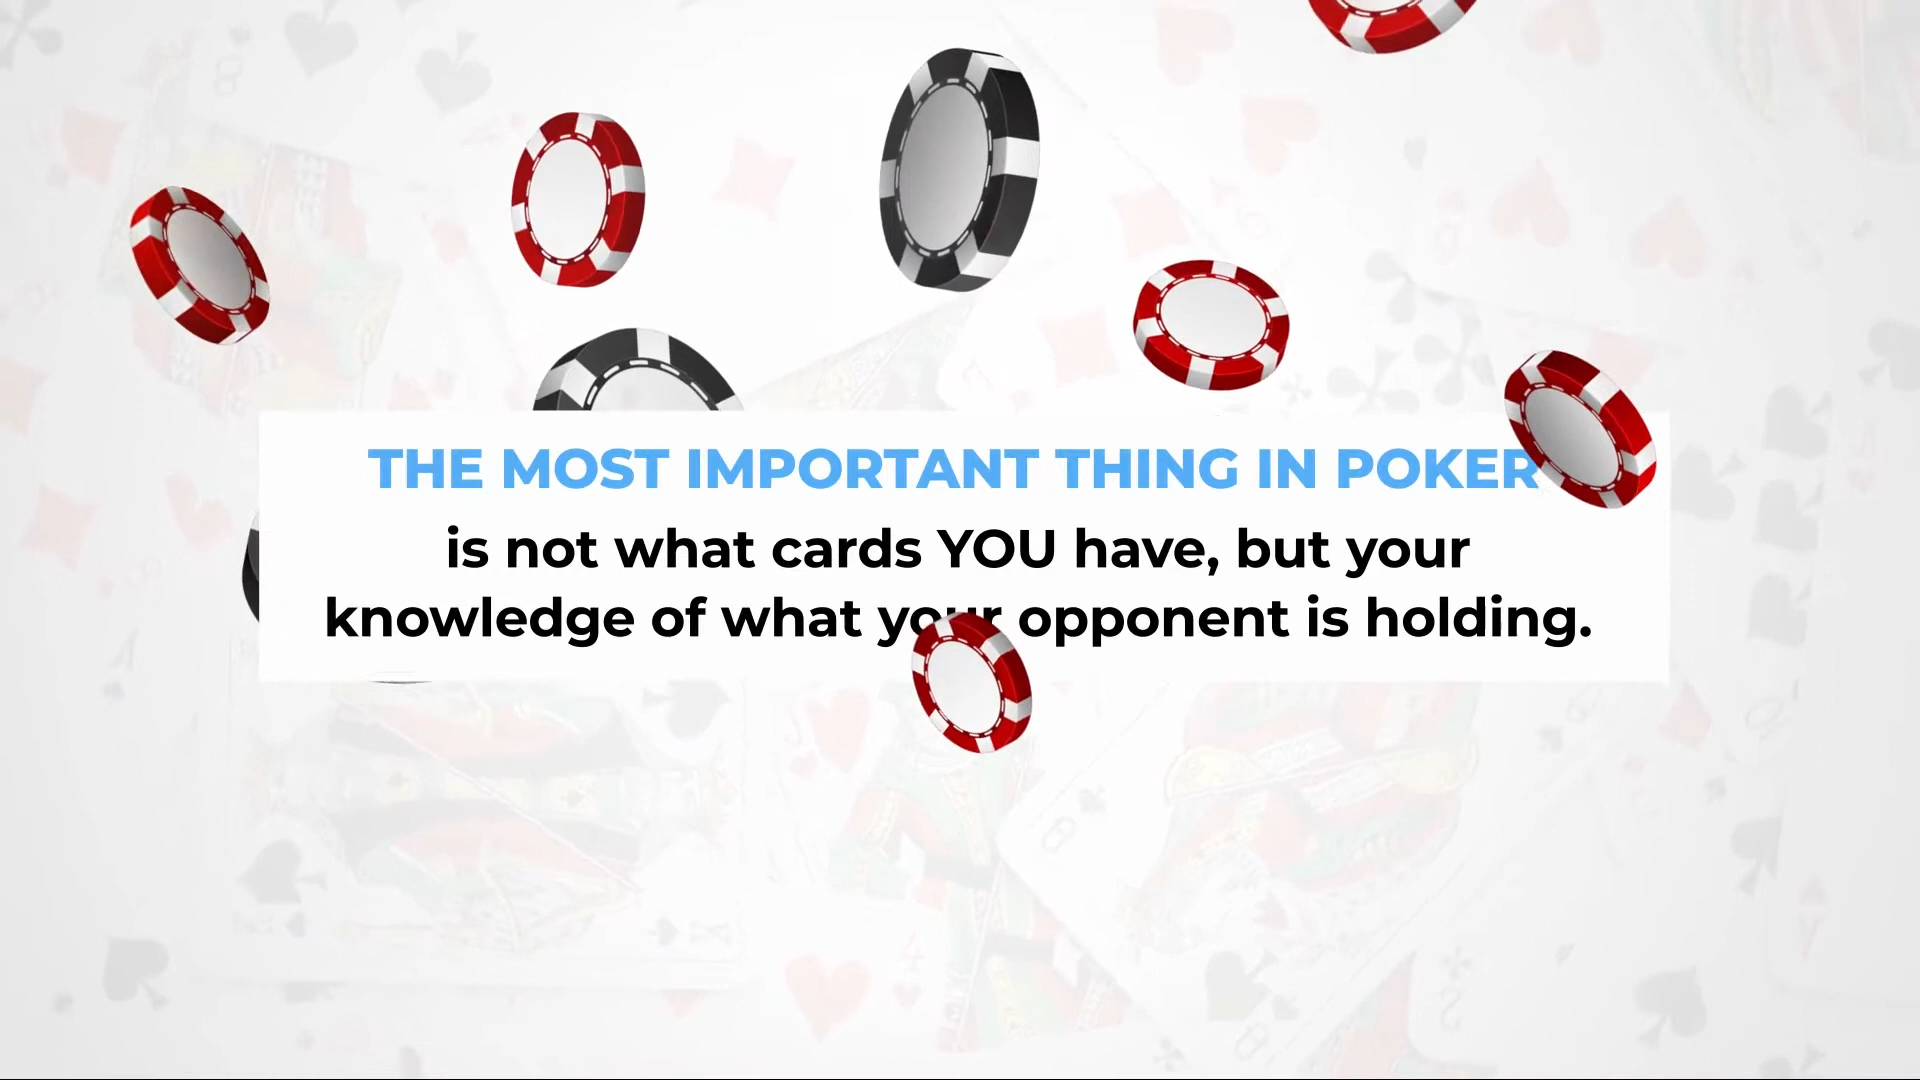 THE MOST IMPORTANT THING IN POKER
is not what cards YOU have, but your
knowledge of what your opponent is holding.